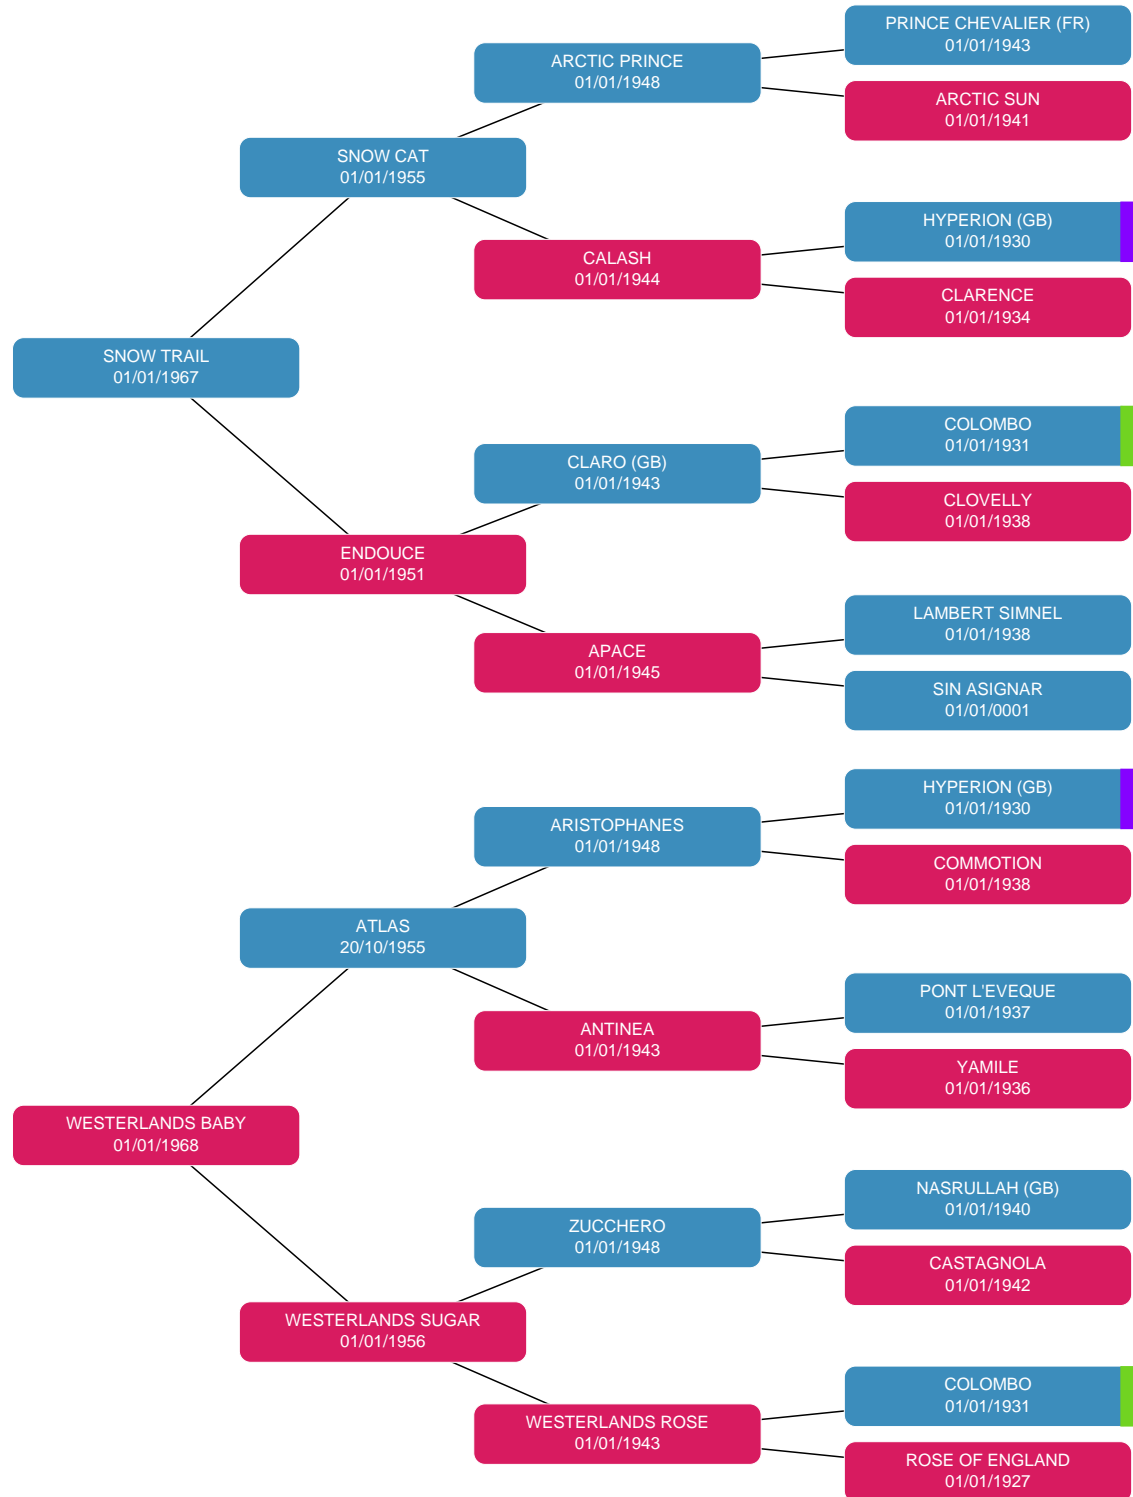 PRINCE CHEVALIER (FR)
01/01/1943
ARCTIC PRINCE
01/01/1948
ARCTIC SUN
01/01/1941
SNOW CAT
01/01/1955
HYPERION (GB)
01/01/1930
CALASH
01/01/1944
CLARENCE
01/01/1934
SNOW TRAIL
01/01/1967
COLOMBO
01/01/1931
CLARO (GB)
01/01/1943
CLOVELLY
01/01/1938
ENDOUCE
01/01/1951
LAMBERT SIMNEL
01/01/1938
APACE
01/01/1945
SIN ASIGNAR
01/01/0001
HYPERION (GB)
01/01/1930
ARISTOPHANES
01/01/1948
COMMOTION
01/01/1938
ATLAS
20/10/1955
PONT L'EVEQUE
01/01/1937
ANTINEA
01/01/1943
YAMILE
01/01/1936
WESTERLANDS BABY
01/01/1968
NASRULLAH (GB)
01/01/1940
ZUCCHERO
01/01/1948
CASTAGNOLA
01/01/1942
WESTERLANDS SUGAR
01/01/1956
COLOMBO
01/01/1931
WESTERLANDS ROSE
01/01/1943
ROSE OF ENGLAND
01/01/1927